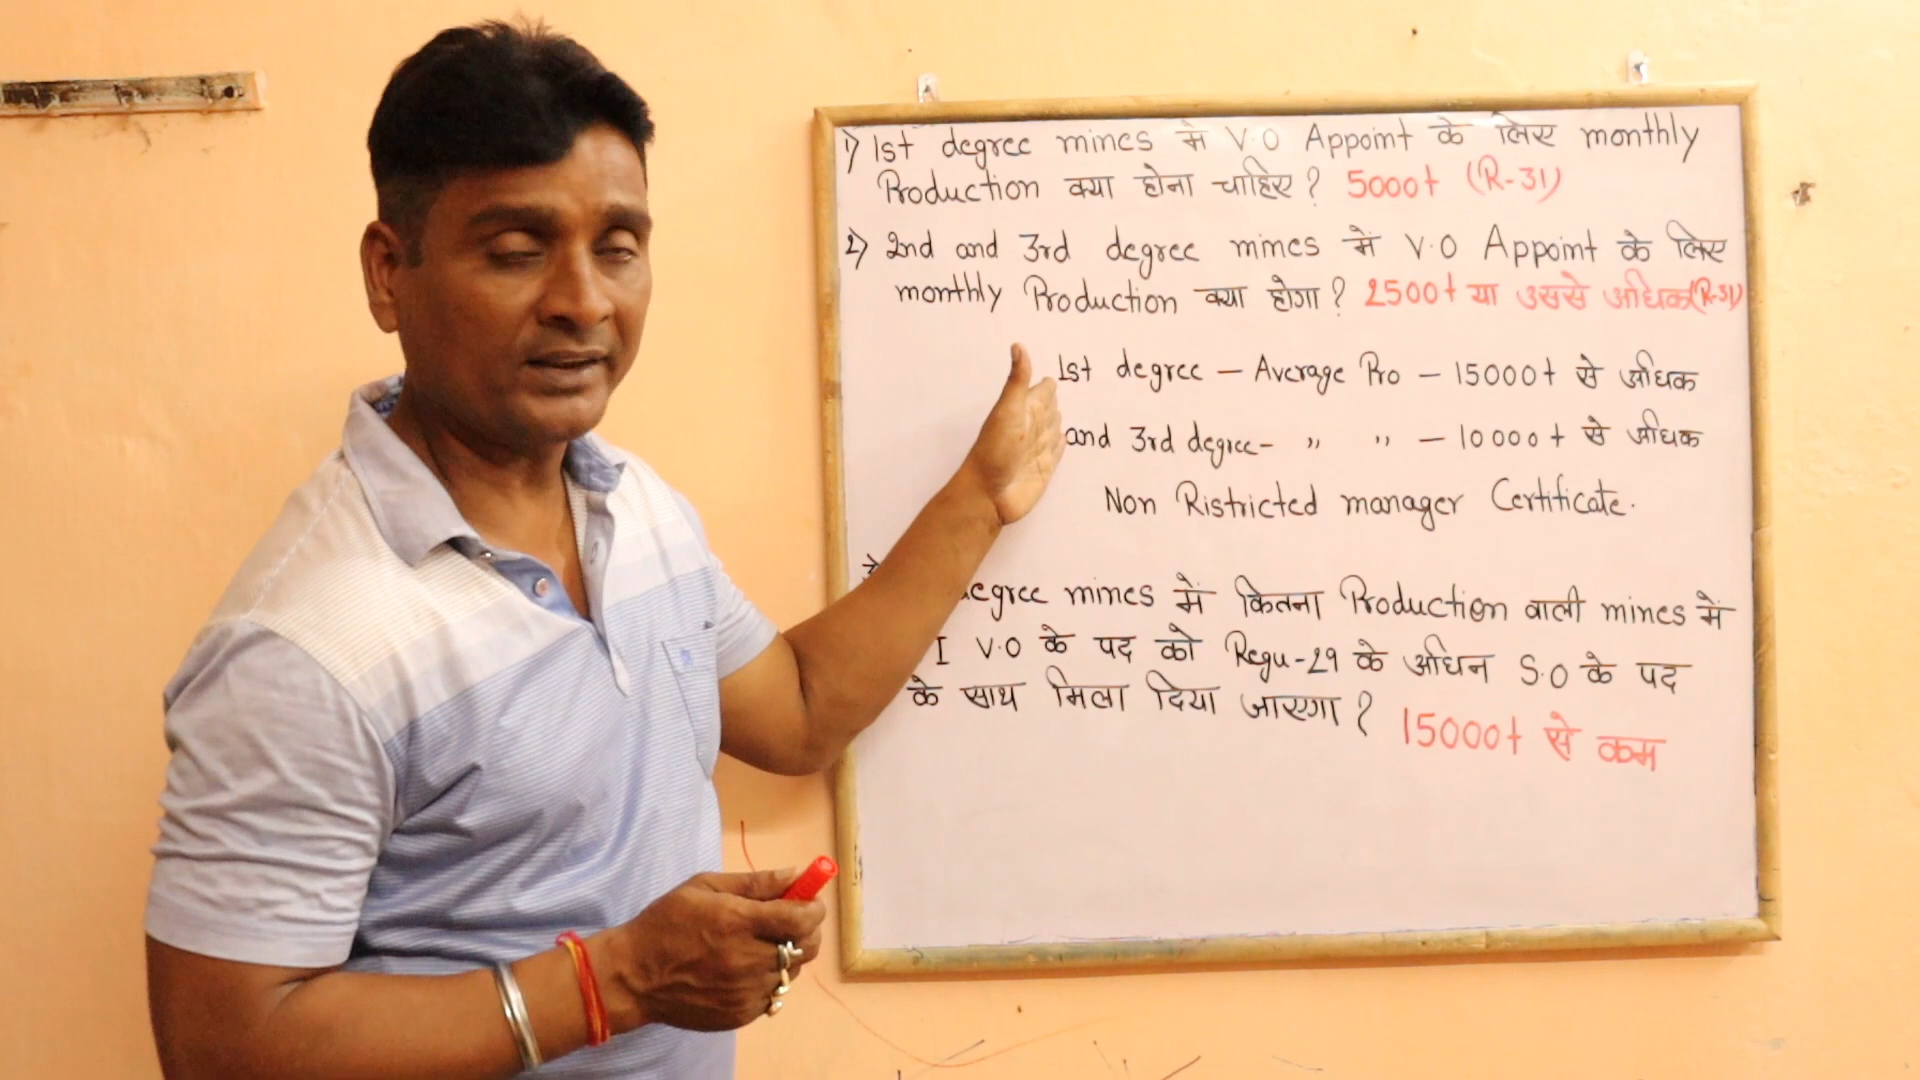 1) 1st degree mines में V.O Appoint के लिए monthly
Production क्या होना चाहिए? 5000t (R-31)
2) 2nd and 3rd degree mines में V.O Appoint के लिए
monthly Production क्या होगा? 2500t या उससे अधिक (R-31)
1st degree – Average Pro – 15000t से अधिक
and 3rd degree- ,, ,, – 10000t से अधिक
Non Ristricted manager Certificate.
degree mines में कितना Production वाली mines में
I V.O के पद को Regu-29 के अधिन S.O के पद
के साथ मिला दिया जाएगा? 15000t से कम